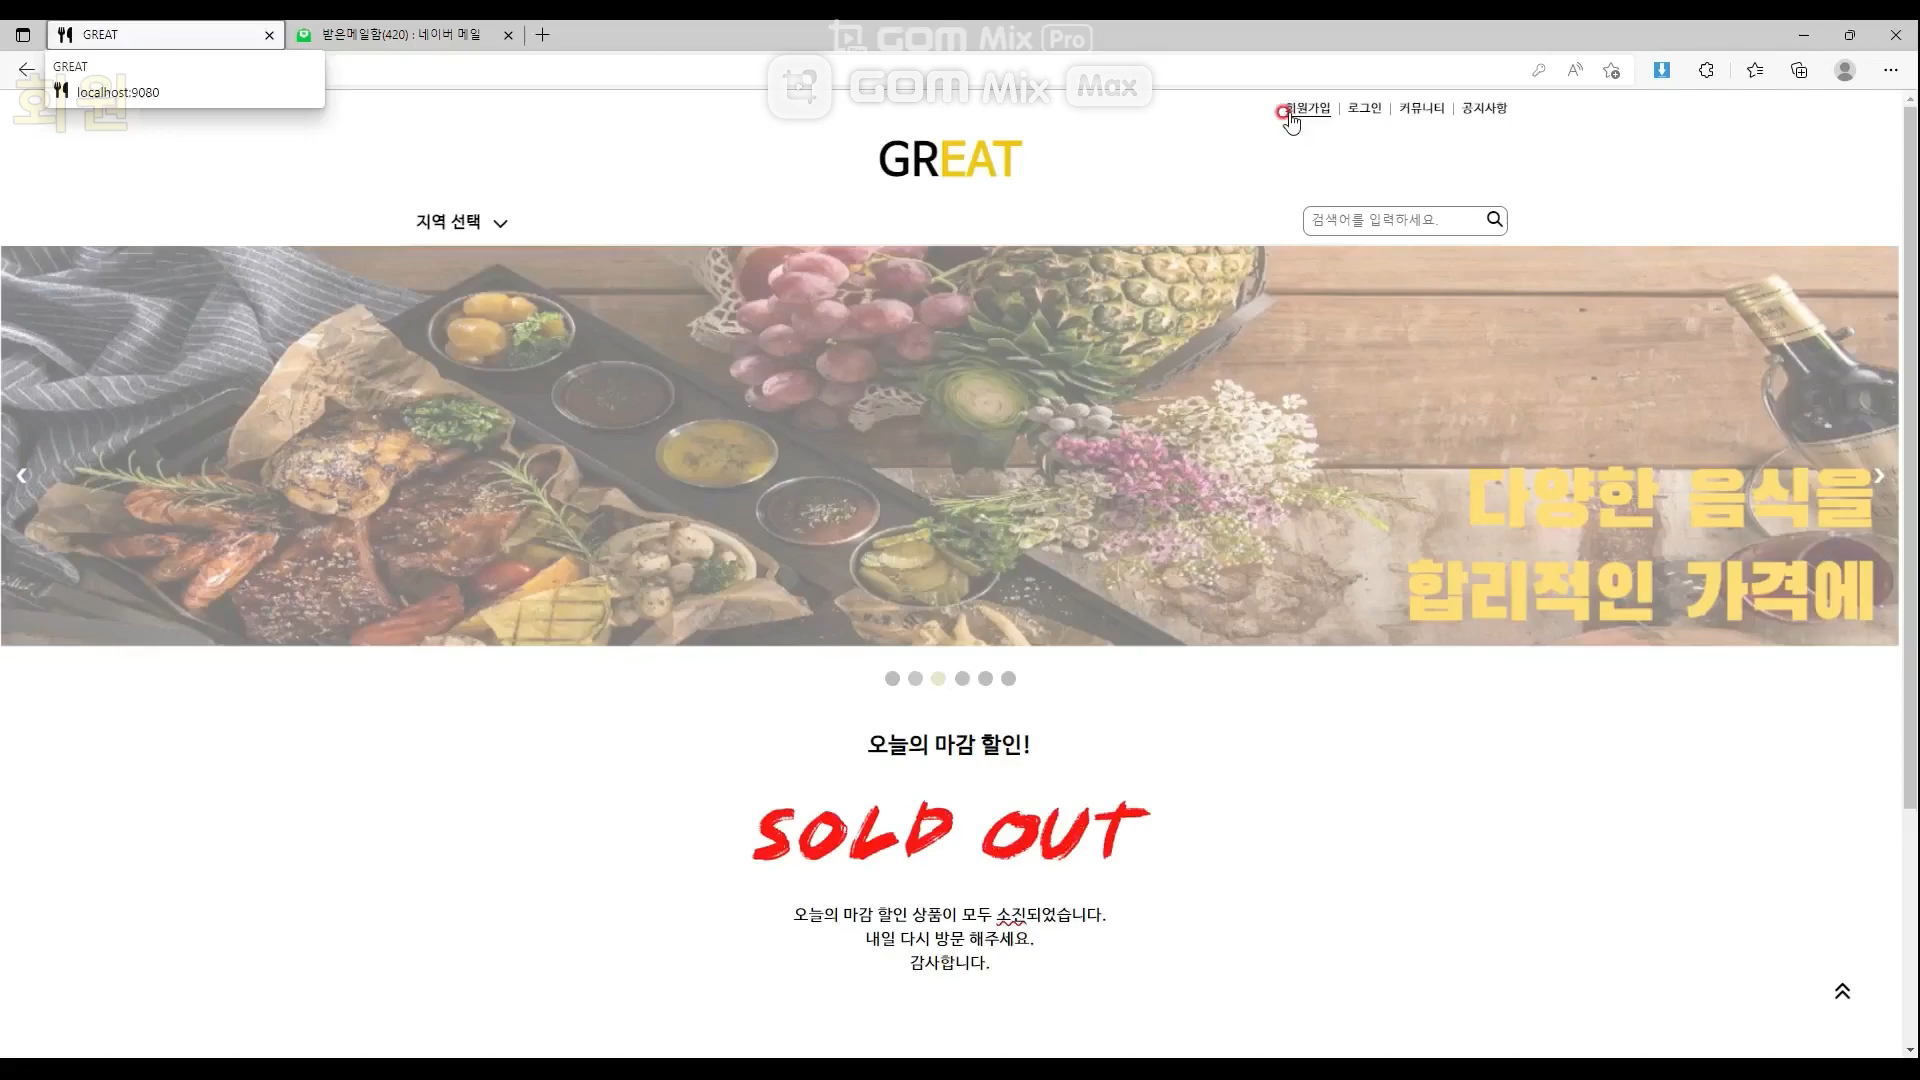 GREAT
받은메일함(420) : 네이버 메일
GOM Mix Pro
GREAT
localhost:9080
회원
GOM Mix Max
회원가입 | 로그인 | 커뮤니티 | 공지사항
GREAT
지역 선택
검색어를 입력하세요.
다양한 음식을
합리적인 가격에
오늘의 마감 할인!
SOLD OUT
오늘의 마감 할인 상품이 모두 소진되었습니다.
내일 다시 방문 해주세요.
감사합니다.